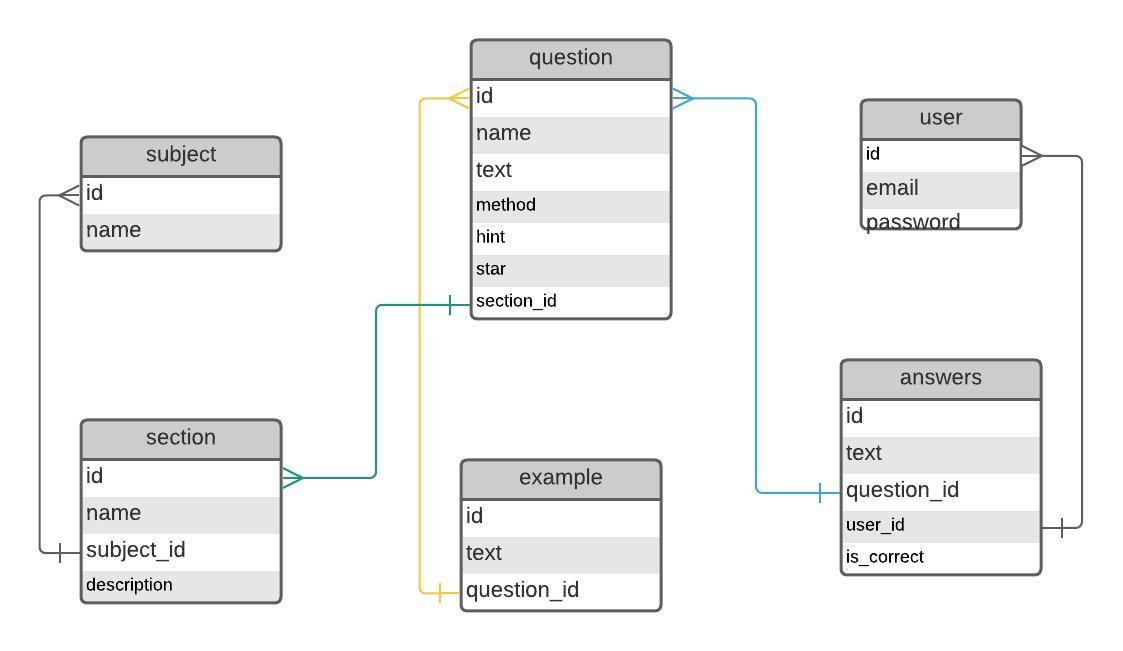 subject
id
name
section
id
name
subject_id
description
question
id
name
text
method
hint
star
section_id
example
id
text
question_id
user
id
email
password
answers
id
text
question_id
user_id
is_correct